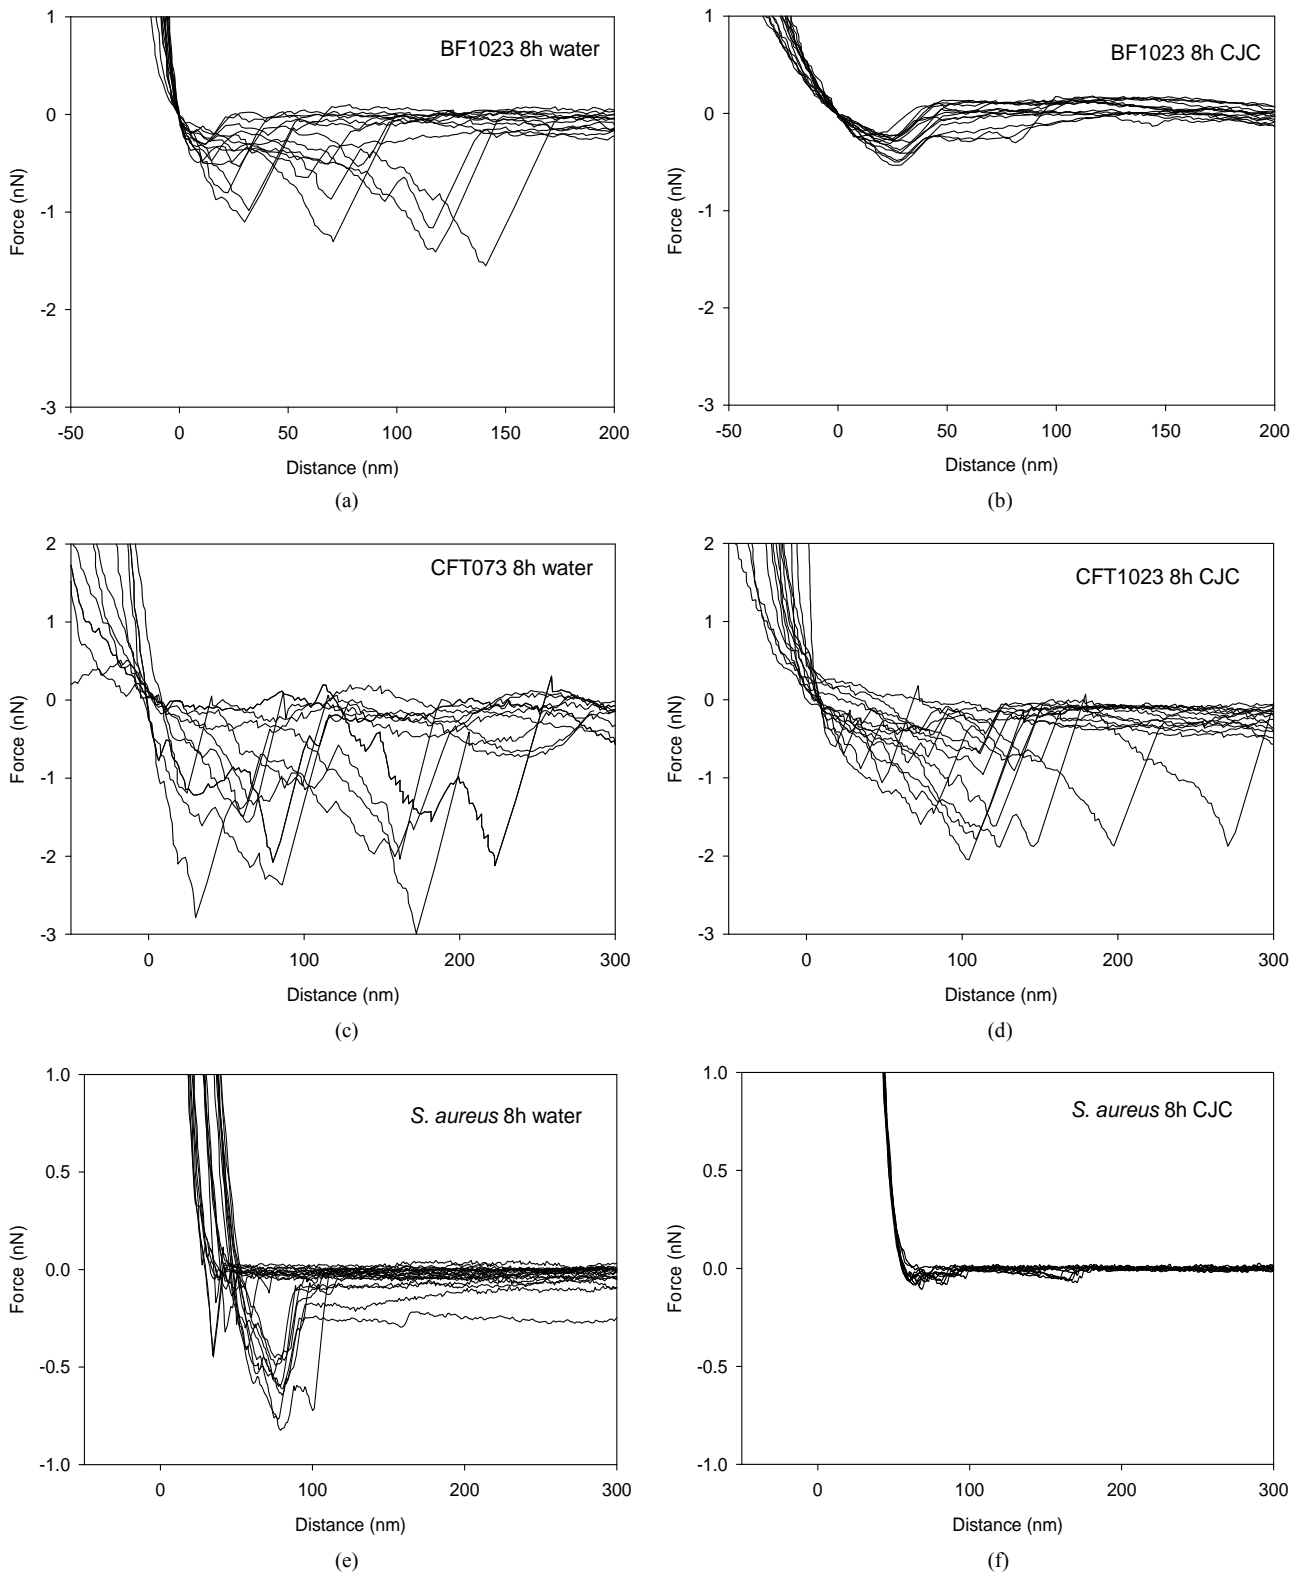 1
0
-1
-2
-3
-50 0 50 100 150 200
Force (nN)
Distance (nm)
BF1023 8h water
(a)
1
0
-1
-2
-3
-50 0 50 100 150 200
Force (nN)
Distance (nm)
BF1023 8h CJC
(b)
2
1
0
-1
-2
-3
0 100 200 300
Force (nN)
Distance (nm)
CFT073 8h water
(c)
2
1
0
-1
-2
-3
0 100 200 300
Force (nN)
Distance (nm)
CFT1023 8h CJC
(d)
1.0
0.5
0.0
-0.5
-1.0
0 100 200 300
Force (nN)
Distance (nm)
S. aureus 8h water
(e)
1.0
0.5
0.0
-0.5
-1.0
0 100 200 300
Force (nN)
Distance (nm)
S. aureus 8h CJC
(f)